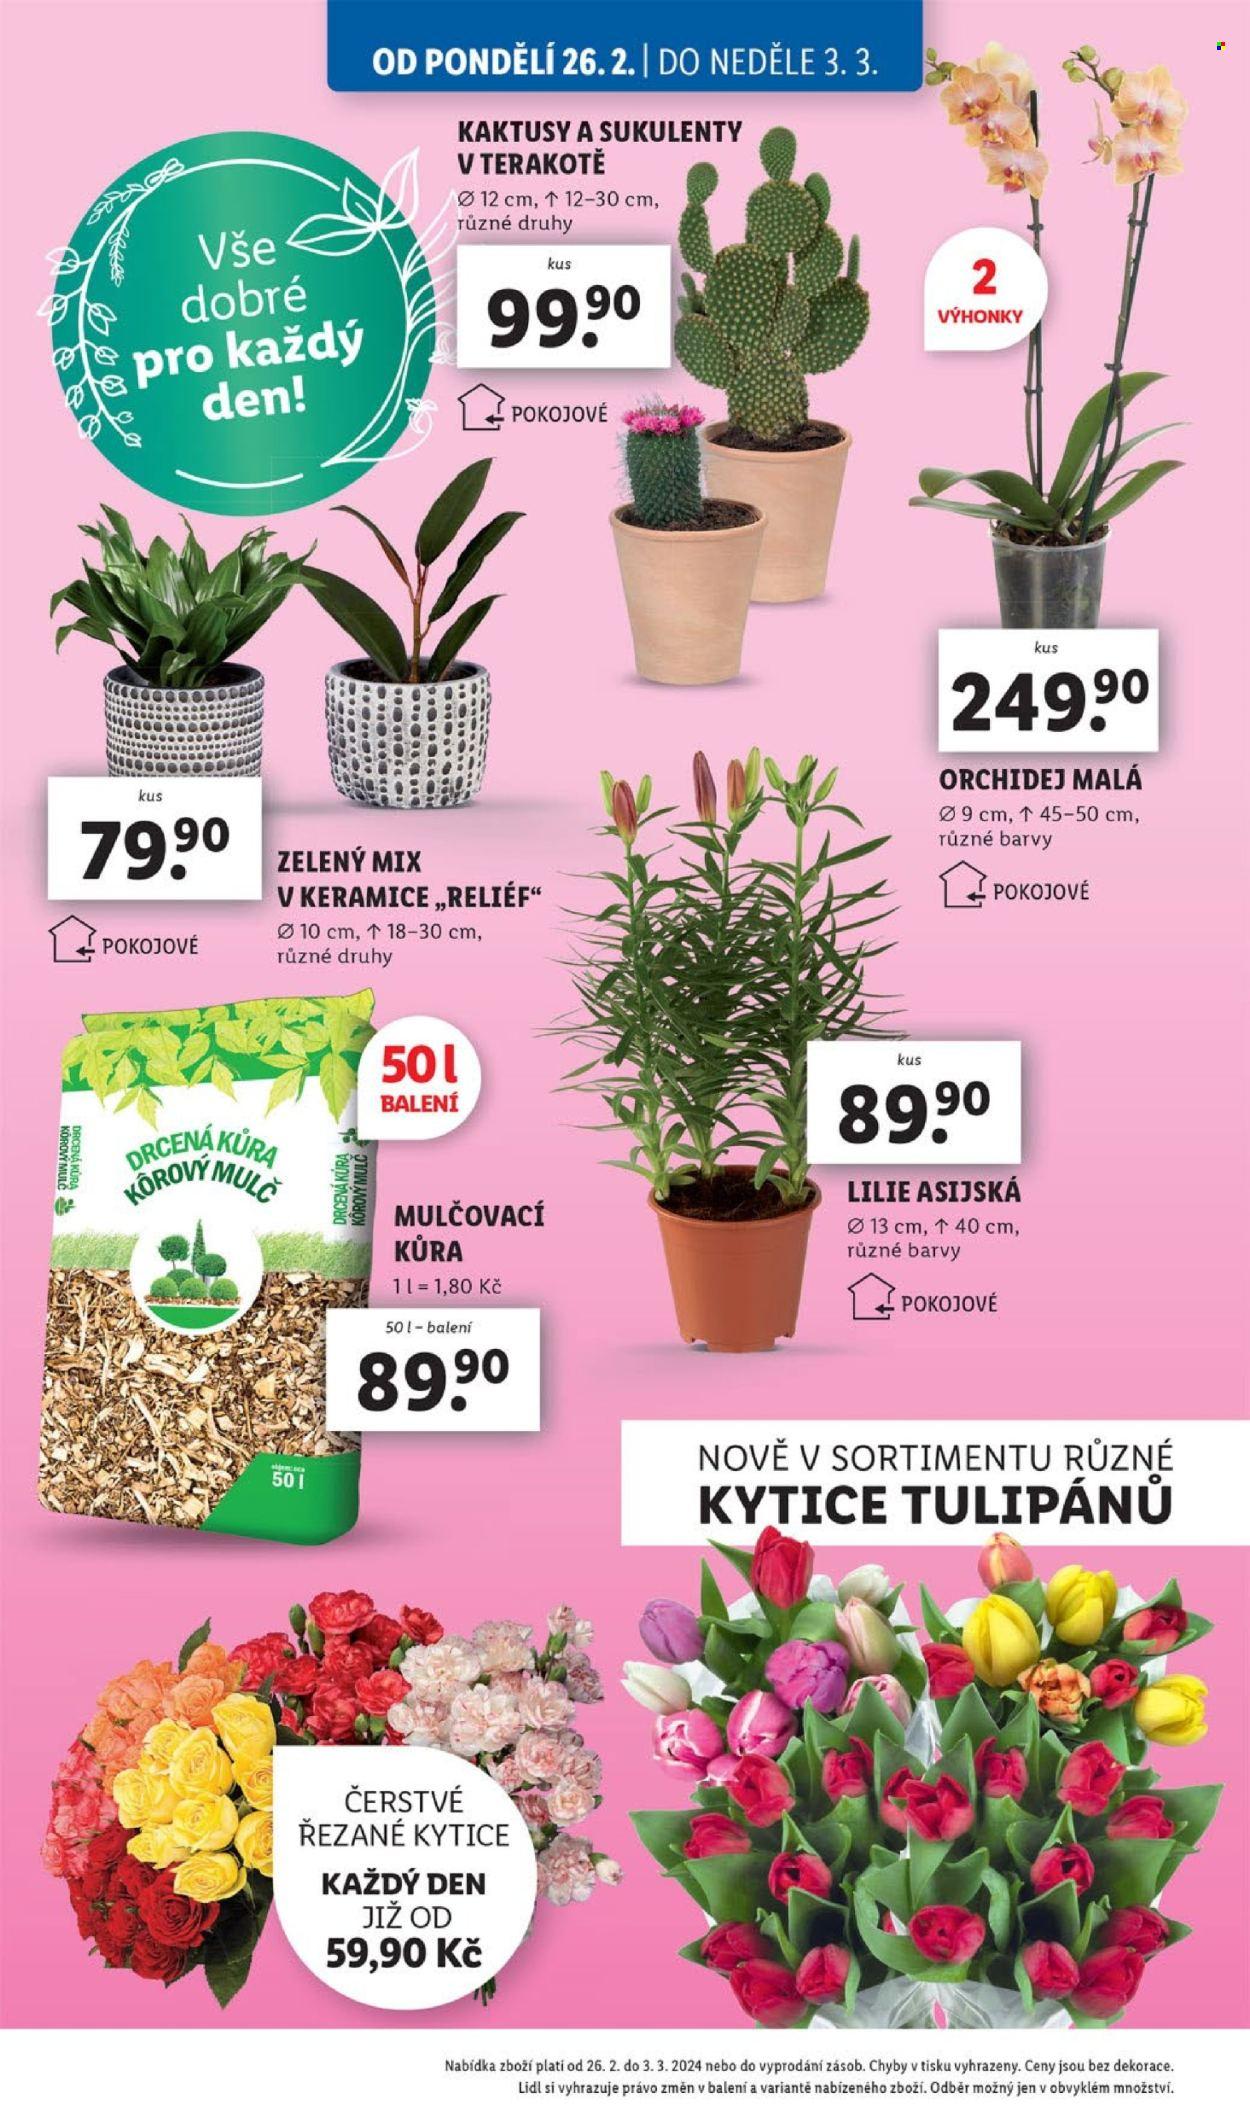 OD PONDĚLÍ 26. 2. | DO NEDĚLE 3. 3.
Vše
dobré
pro každý
den!
KAKTUSY A SUKULENTY
V TERAKOTĚ
Ø 12 cm, ↑ 12–30 cm,
různé druhy
kus
99.90
POKOJOVÉ
2
VÝHONKY
kus
249.90
ORCHIDEJ MALÁ
Ø 9 cm, ↑ 45–50 cm,
různé barvy
POKOJOVÉ
kus
79.90
POKOJOVÉ
ZELENÝ MIX
V KERAMICE „RELIÉF“
Ø 10 cm, ↑ 18–30 cm,
různé druhy
50 l
BALENÍ
DRCENÁ KŮRA
KÔROVÝ MULČ
DRCENÁ KŮRA
KÔROVÝ MULČ
DRCENÁ KŮRA
KÔROVÝ MULČ
50 l
MULČOVACÍ
KŮRA
1 l = 1,80 Kč
50 l – balení
89.90
kus
89.90
LILIE ASIJSKÁ
Ø 13 cm, ↑ 40 cm,
různé barvy
POKOJOVÉ
NOVĚ V SORTIMENTU RŮZNÉ
KYTICE TULIPÁNŮ
ČERSTVÉ
ŘEZANÉ KYTICE
KAŽDÝ DEN
JIŽ OD
59,90 Kč
Nabídka zboží platí od 26. 2. do 3. 3. 2024 nebo do vyprodání zásob. Chyby v tisku vyhrazeny. Ceny jsou bez dekorace.
Lidl si vyhrazuje právo změn v balení a variantě nabízeného zboží. Odběr možný jen v obvyklém množství.